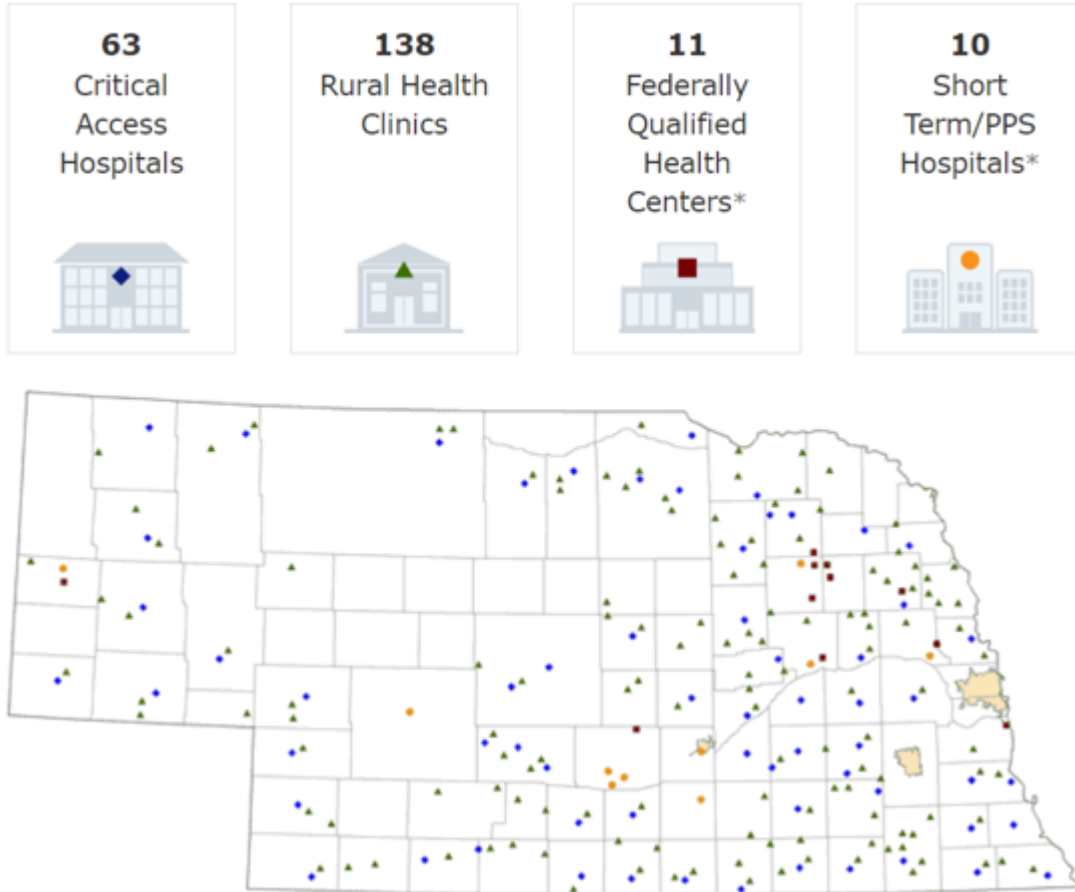 63
Critical
Access
Hospitals
138
Rural Health
Clinics
11
Federally
Qualified
Health
Centers*
10
Short
Term/PPS
Hospitals*